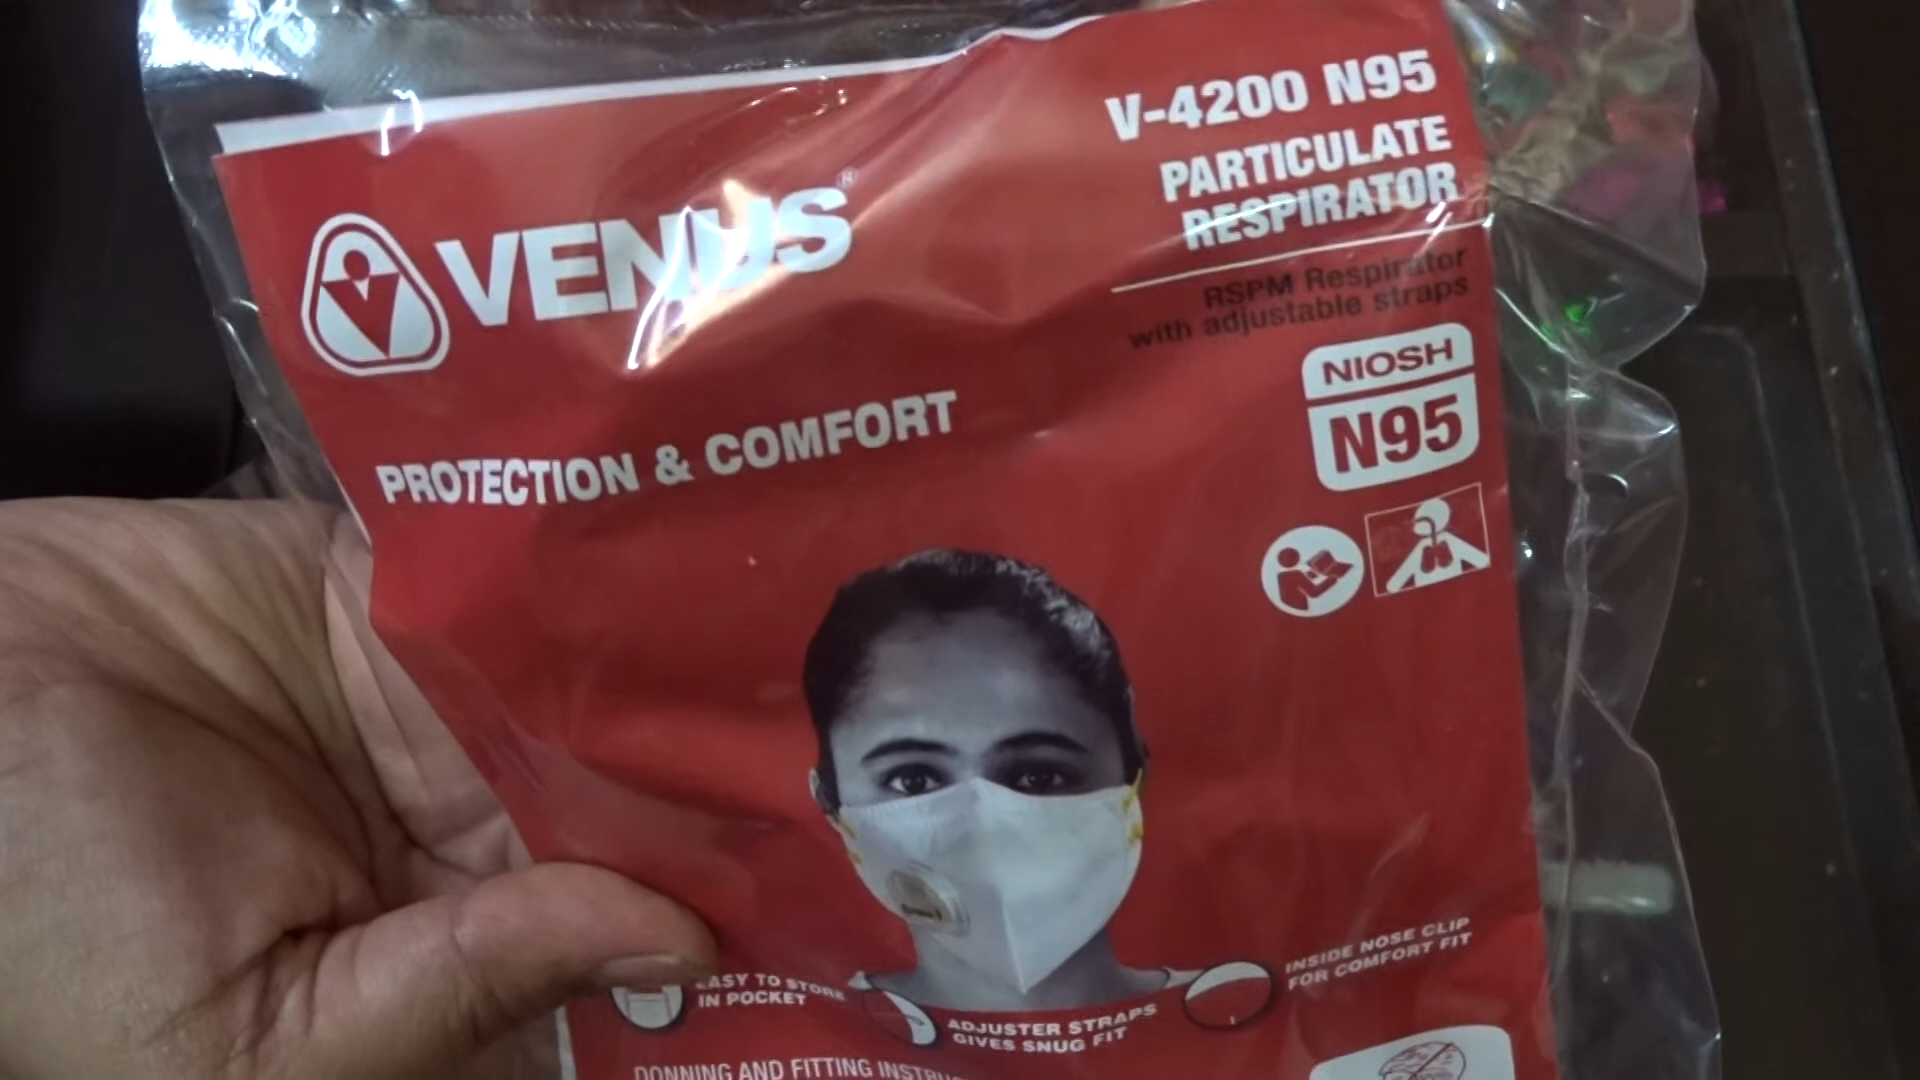 V-4200 N95
PARTICULATE
RESPIRATOR
RSPM Respirator
with adjustable straps
VENUS®
NIOSH
N95
PROTECTION & COMFORT
EASY TO STORE
IN POCKET
ADJUSTER STRAPS
GIVES SNUG FIT
INSIDE NOSE CLIP
FOR COMFORT FIT
DONNING AND FITTING